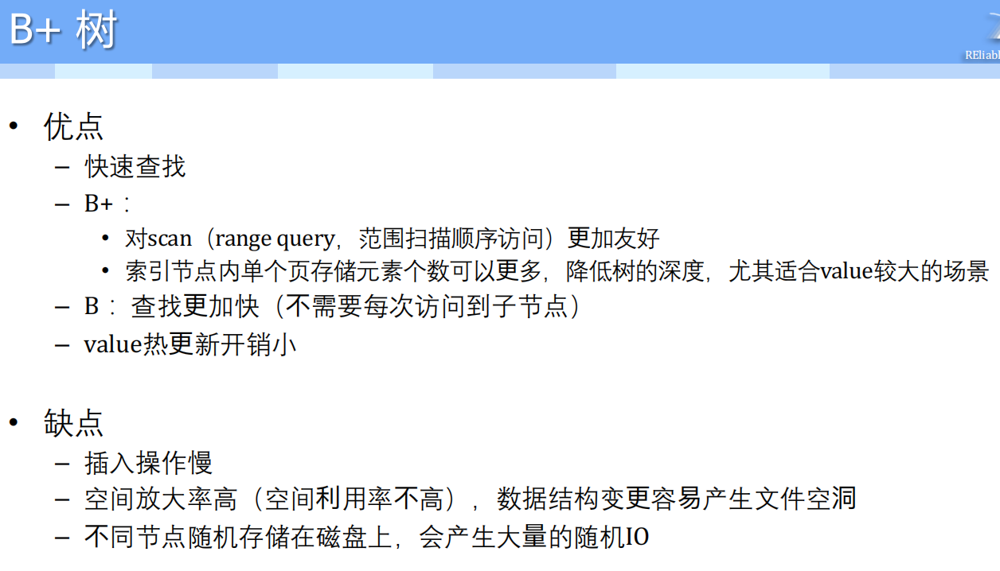 B+ 树
REliabl
• 优点
– 快速查找
– B+：
• 对scan（range query，范围扫描顺序访问）更加友好
• 索引节点内单个页存储元素个数可以更多，降低树的深度，尤其适合value较大的场景
– B：查找更加快（不需要每次访问到子节点）
– value热更新开销小
• 缺点
– 插入操作慢
– 空间放大率高（空间利用率不高），数据结构变更容易产生文件空洞
– 不同节点随机存储在磁盘上，会产生大量的随机IO